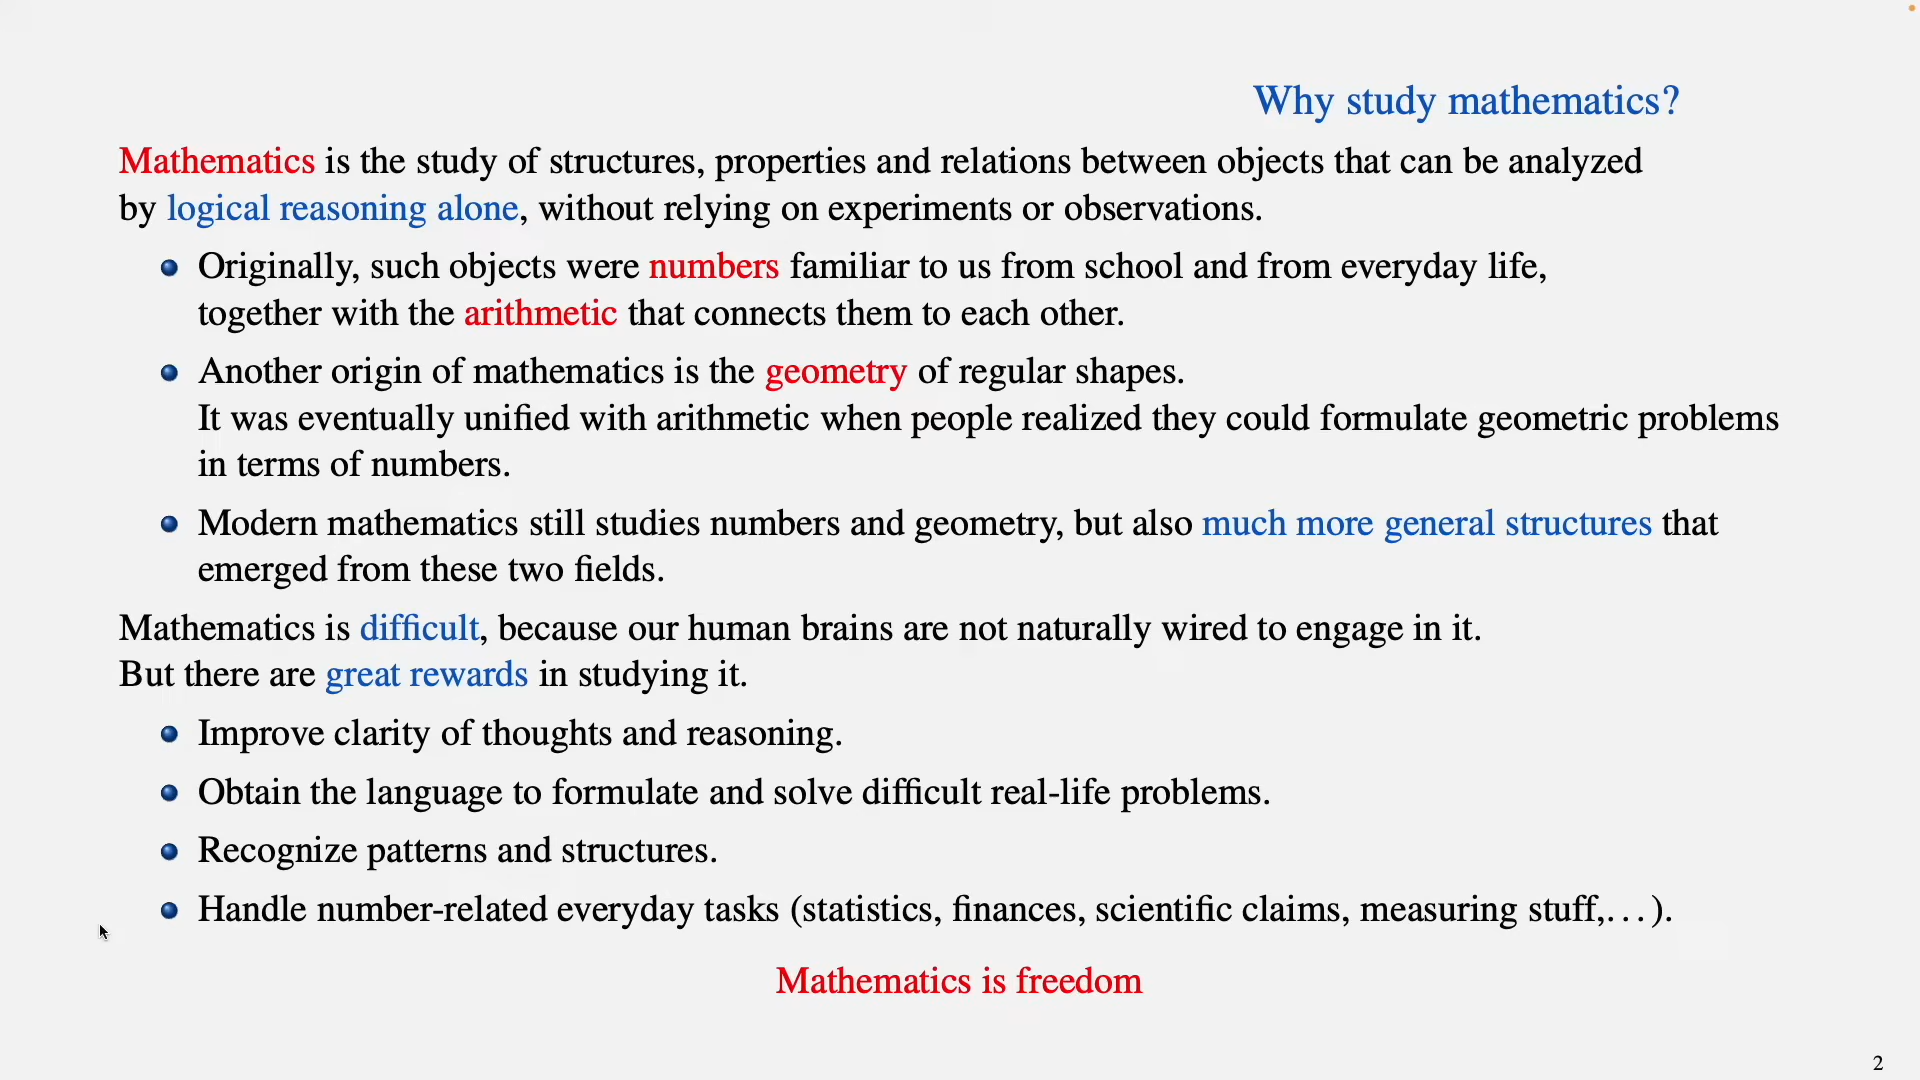 Why study mathematics?
Mathematics is the study of structures, properties and relations between objects that can be analyzed
by logical reasoning alone, without relying on experiments or observations.
Originally, such objects were numbers familiar to us from school and from everyday life,
together with the arithmetic that connects them to each other.
Another origin of mathematics is the geometry of regular shapes.
It was eventually unified with arithmetic when people realized they could formulate geometric problems
in terms of numbers.
Modern mathematics still studies numbers and geometry, but also much more general structures that
emerged from these two fields.
Mathematics is difficult, because our human brains are not naturally wired to engage in it.
But there are great rewards in studying it.
Improve clarity of thoughts and reasoning.
Obtain the language to formulate and solve difficult real-life problems.
Recognize patterns and structures.
Handle number-related everyday tasks (statistics, finances, scientific claims, measuring stuff,...).
Mathematics is freedom
2